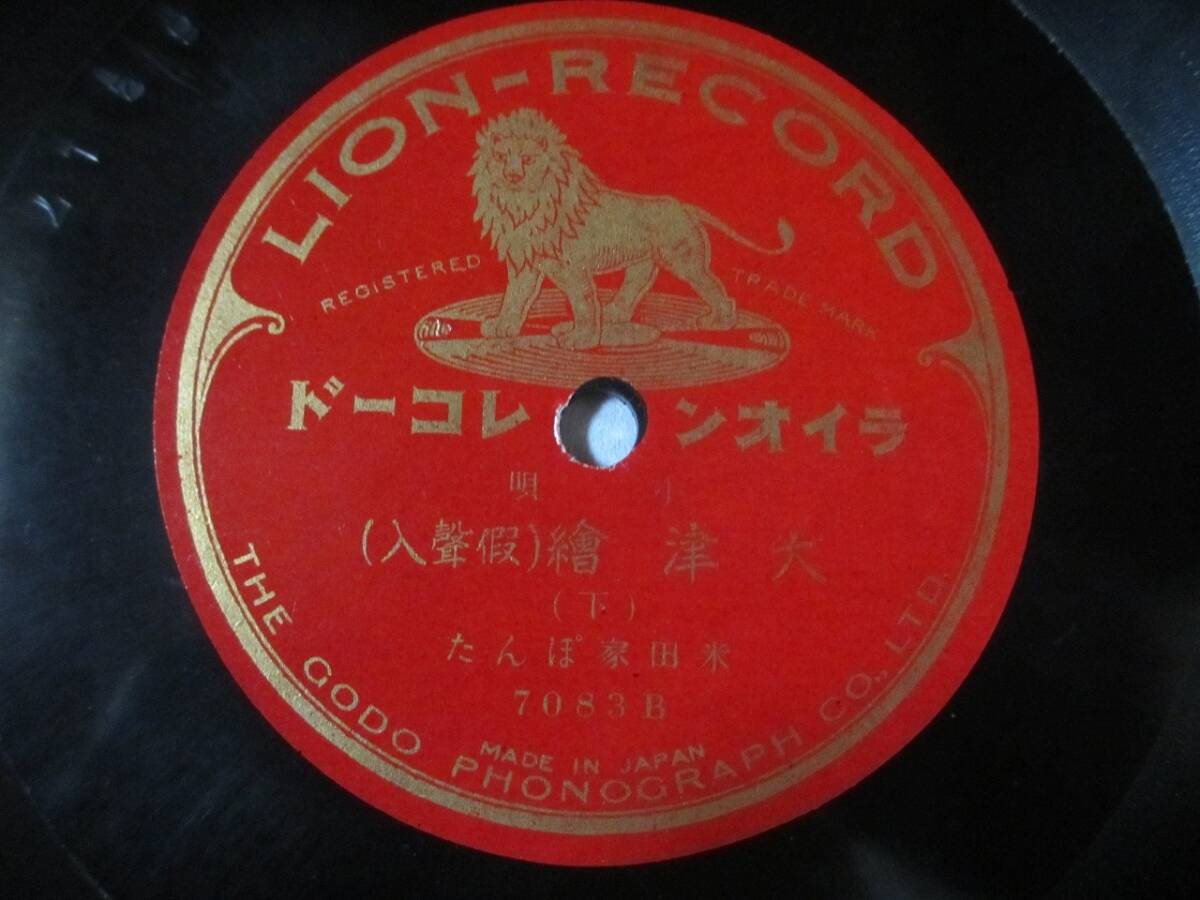 LION-RECORD
REGISTERED TRADE MARK
ライオンレコード
小唄
大津繪(假聲入)
(下)
米田家ぽんた
7083B
MADE IN JAPAN
THE GODO PHONOGRAPH CO., LTD.